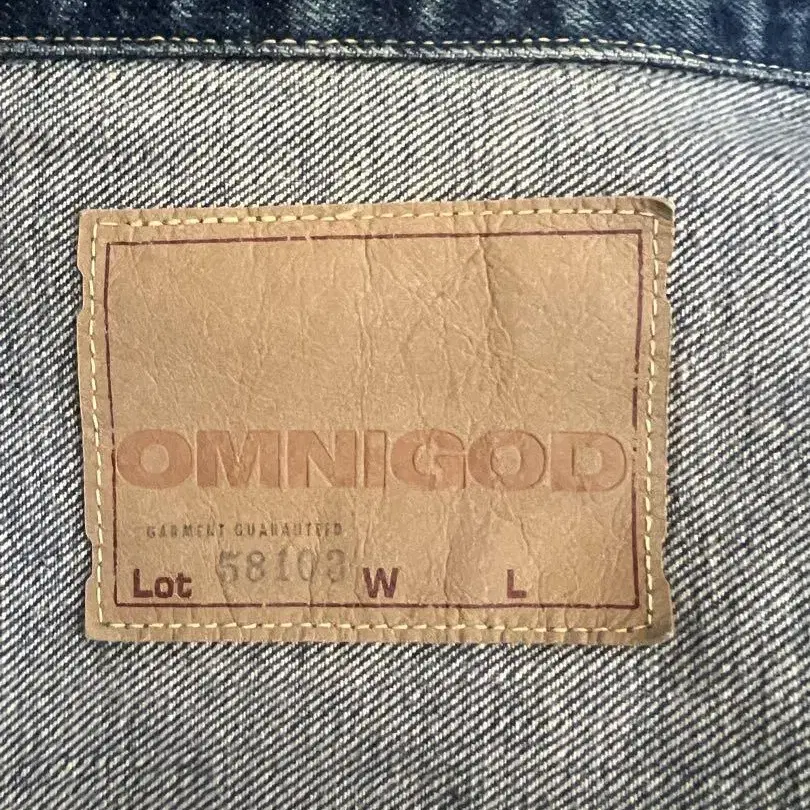 OMNIGOD
GARMENT GUARANTEED
Lot 58103 W L